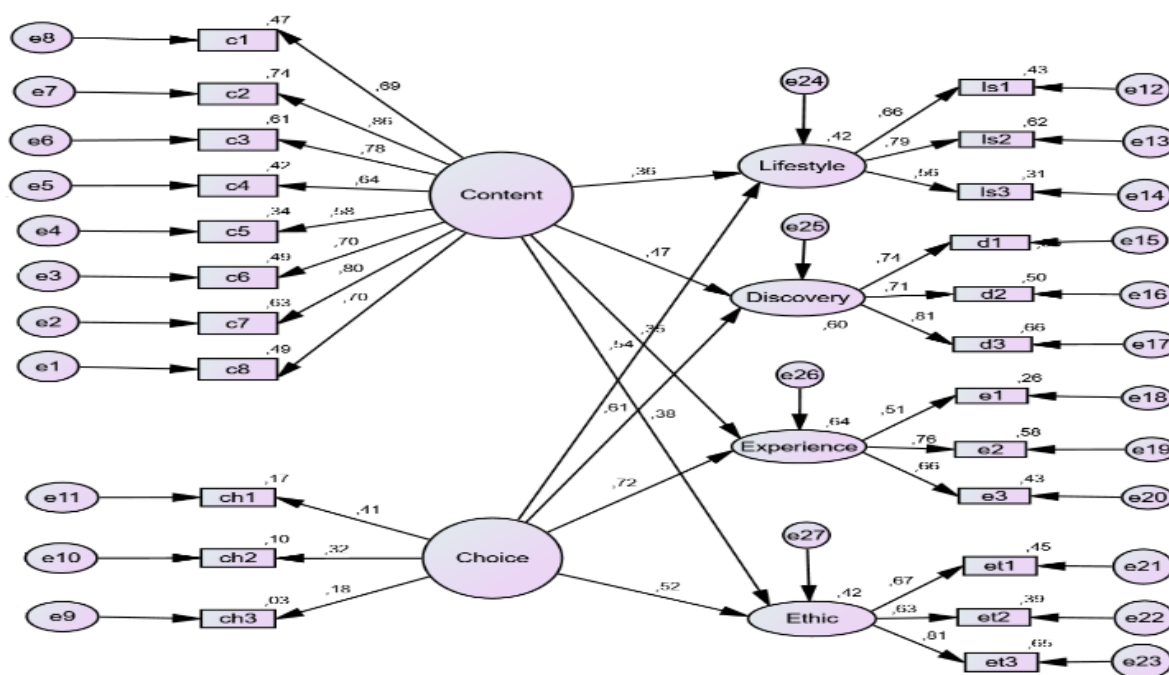 e8 c1 ,47
e7 c2 ,74
e6 c3 ,61
e5 c4 ,42
e4 c5 ,34
e3 c6 ,49
e2 c7 ,63
e1 c8 ,49
,69
,86
,78
,64
,58
,70
,80
,70
Content
e11 ch1 ,17
e10 ch2 ,10
e9 ch3 ,03
,41
,32
,18
Choice
,36
,47
,35
,38
,54
,61
,72
,52
e24
Lifestyle ,42
,66 ls1 ,43 e12
,79 ls2 ,62 e13
,56 ls3 ,31 e14
e25
Discovery ,60
,74 d1 e15
,71 d2 ,50 e16
,81 d3 ,66 e17
e26
Experience ,64
,51 e1 ,26 e18
,76 e2 ,58 e19
,66 e3 ,43 e20
e27
Ethic ,42
,67 et1 ,45 e21
,63 et2 ,39 e22
,81 et3 ,65 e23